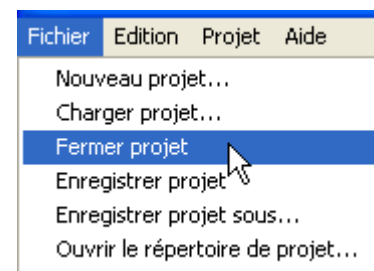 Fichier Edition Projet Aide
Nouveau projet...
Charger projet...
Fermer projet
Enregistrer projet
Enregistrer projet sous...
Ouvrir le répertoire de projet...